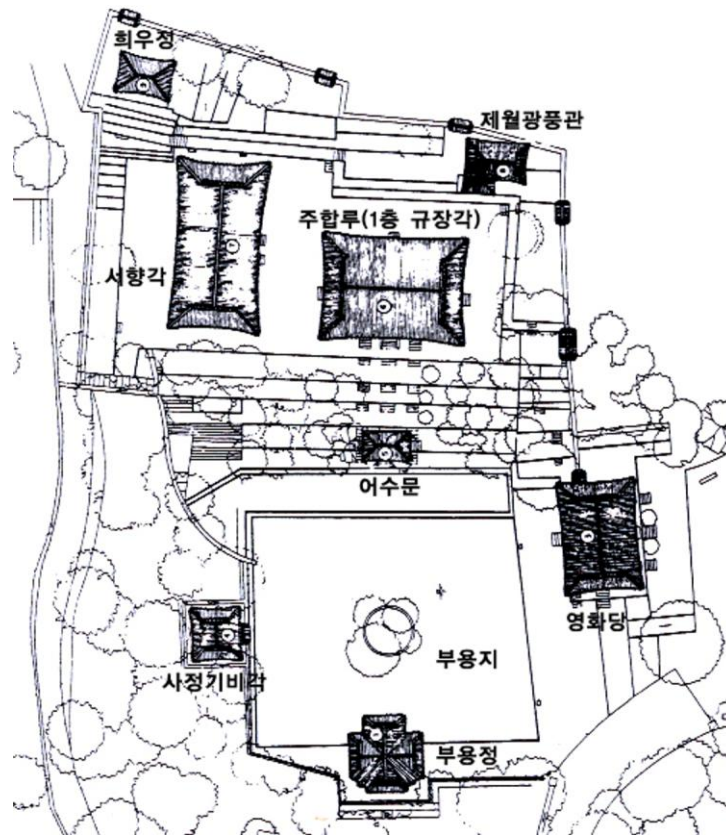 희우정
제월광풍관
주합루(1층 규장각)
서향각
어수문
영화당
부용지
사정기비각
부용정